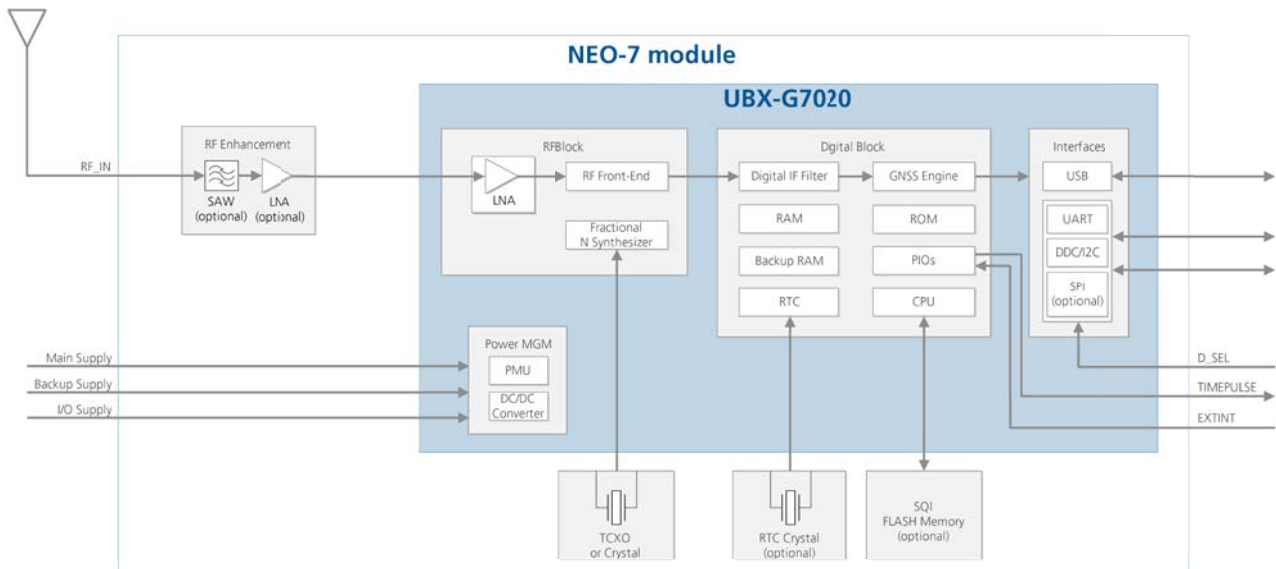 NEO-7 module
UBX-G7020
RF_IN
RF Enhancement
SAW
(optional)
LNA
(optional)
RFBlock
LNA
RF Front-End
Fractional
N Synthesizer
Digital Block
Digital IF Filter
GNSS Engine
RAM
ROM
Backup RAM
PIOs
RTC
CPU
Interfaces
USB
UART
DDC/I2C
SPI
(optional)
Main Supply
Backup Supply
I/O Supply
Power MGM
PMU
DC/DC
Converter
D_SEL
TIMEPULSE
EXTINT
TCXO
or Crystal
RTC Crystal
(optional)
SQI
FLASH Memory
(optional)